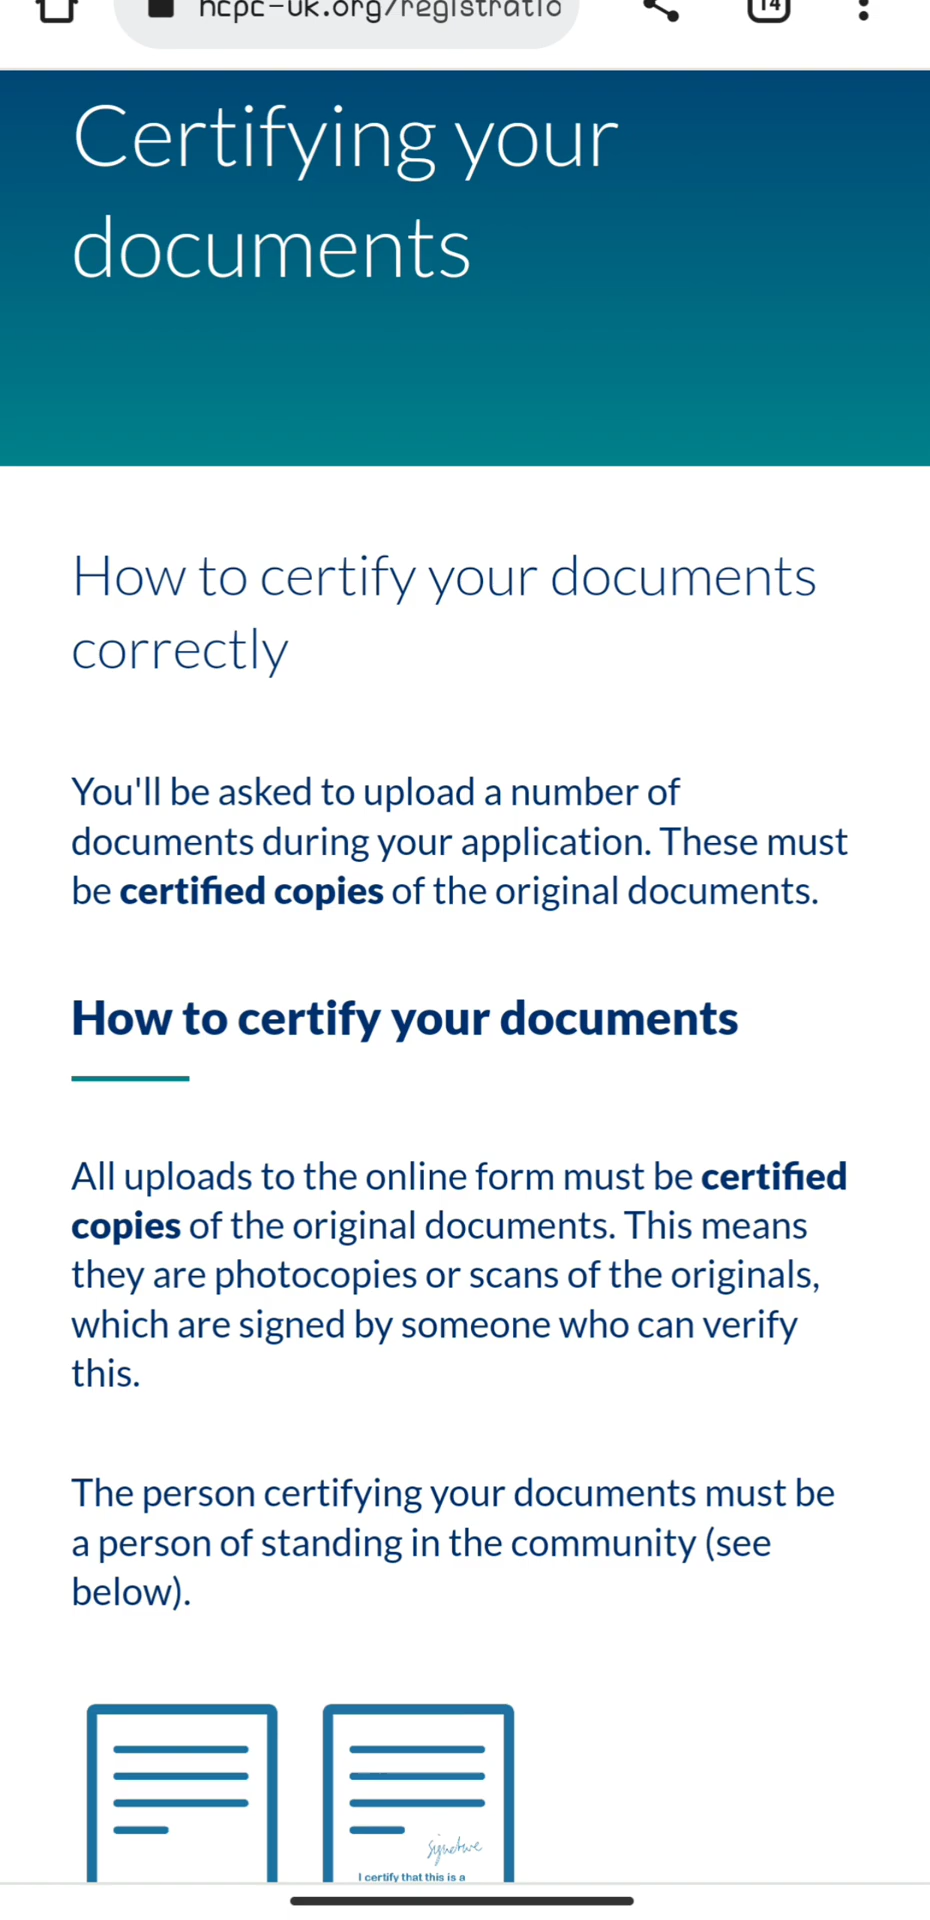 hcpc-uk.org/registratio
14
Certifying your
documents
How to certify your documents
correctly
You'll be asked to upload a number of
documents during your application. These must
be certified copies of the original documents.
How to certify your documents
All uploads to the online form must be certified
copies of the original documents. This means
they are photocopies or scans of the originals,
which are signed by someone who can verify
this.
The person certifying your documents must be
a person of standing in the community (see
below).
signature
I certify that this is a